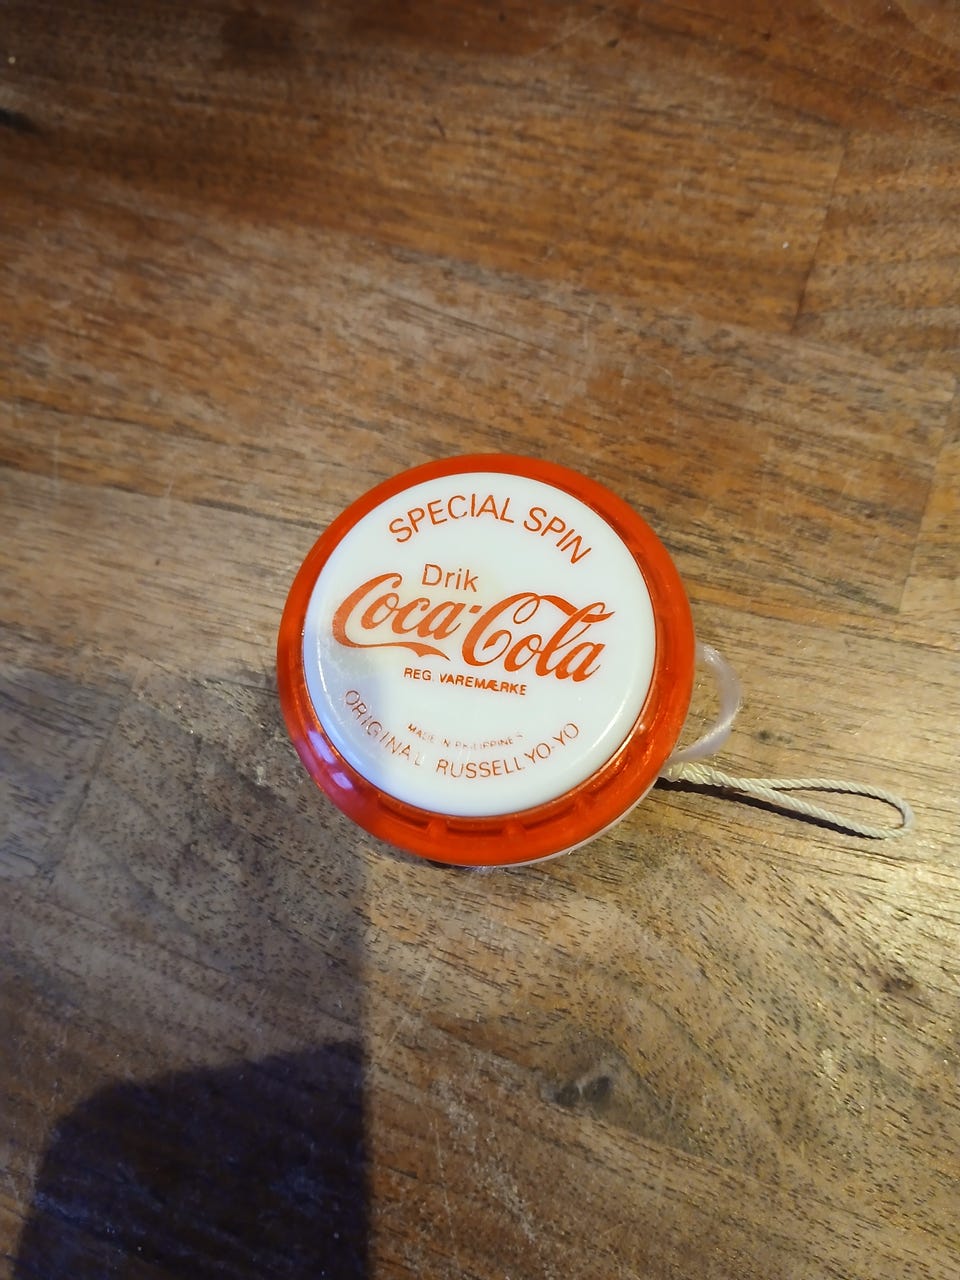 SPECIAL SPIN
Drik
Coca-Cola
REG. VAREMÆRKE
MADE IN PHILIPPINES
ORIGINAL RUSSELL YO-YO